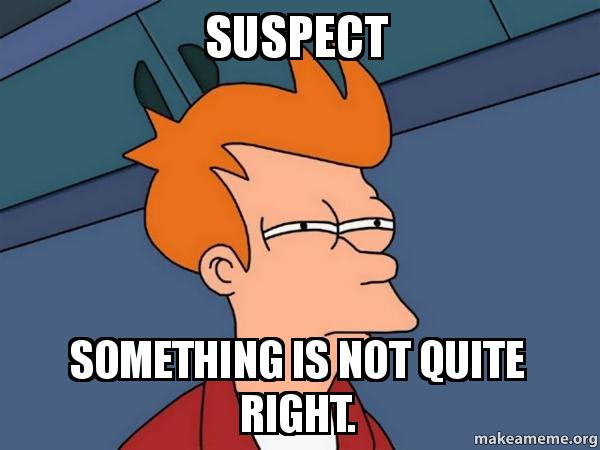 SUSPECT
SOMETHING IS NOT QUITE
RIGHT.
makeameme.org